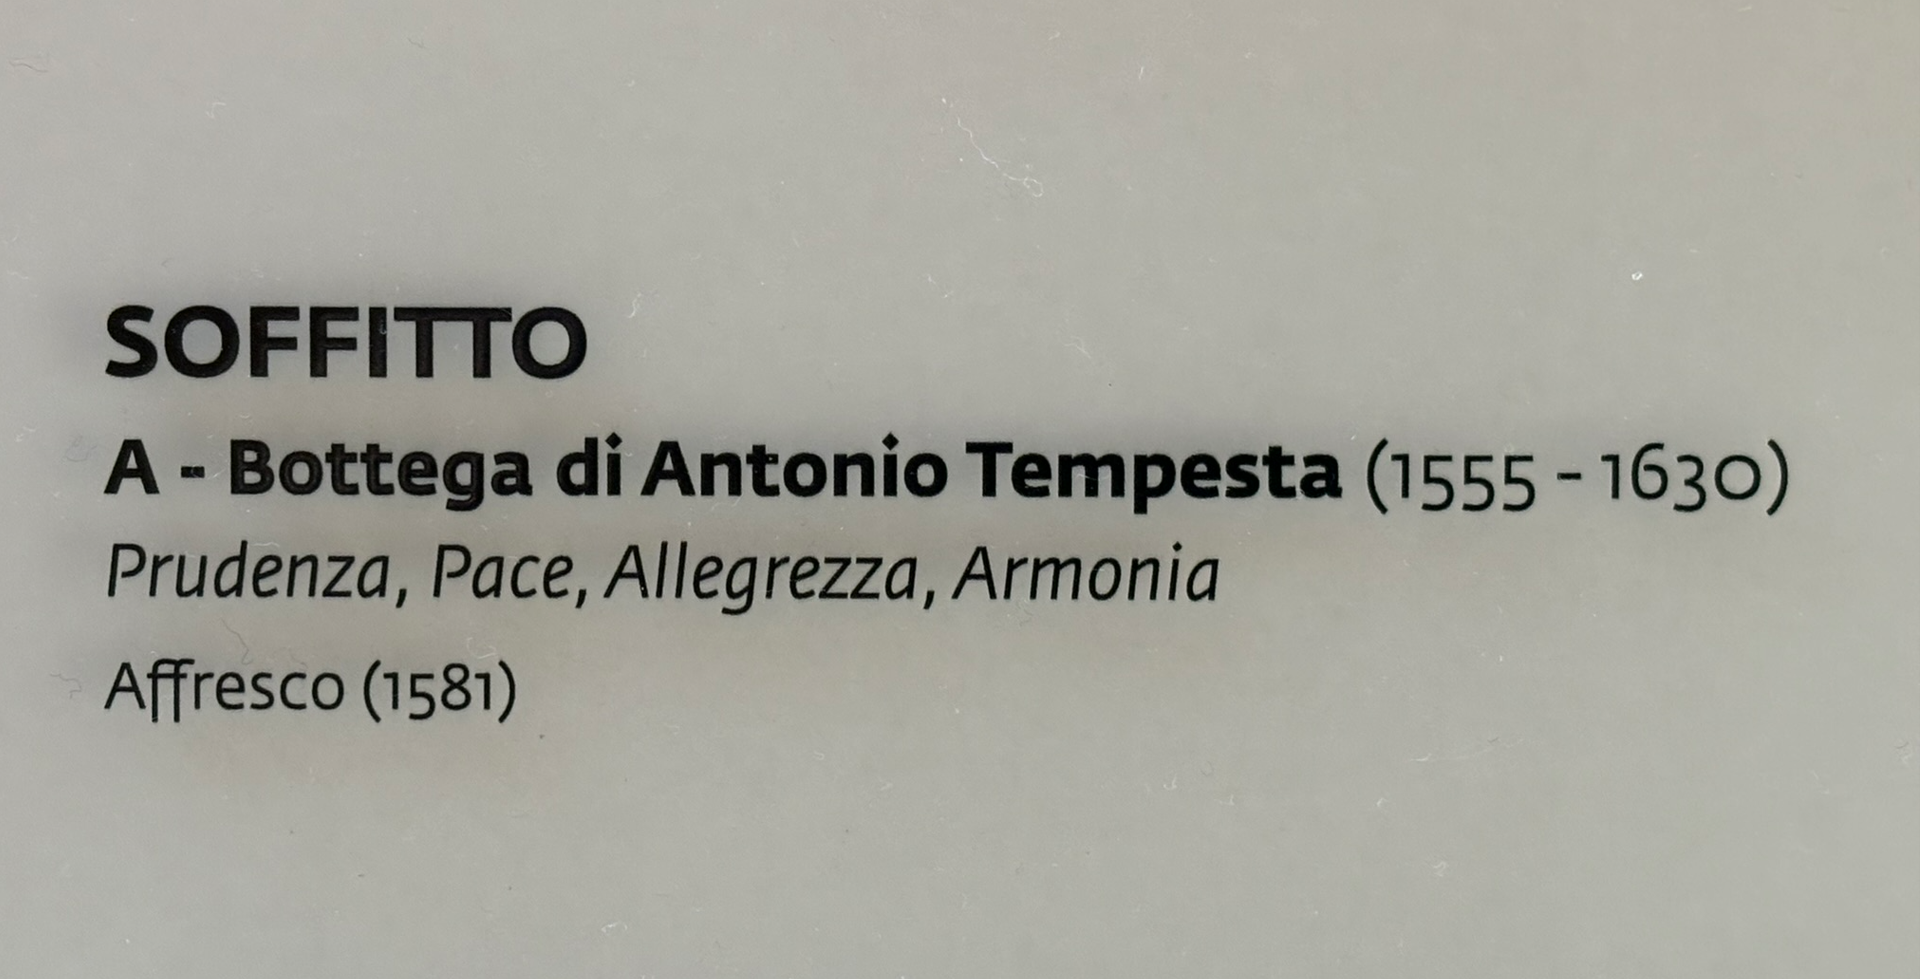 SOFFITTO
A - Bottega di Antonio Tempesta (1555 - 1630)
Prudenza, Pace, Allegrezza, Armonia
Affresco (1581)